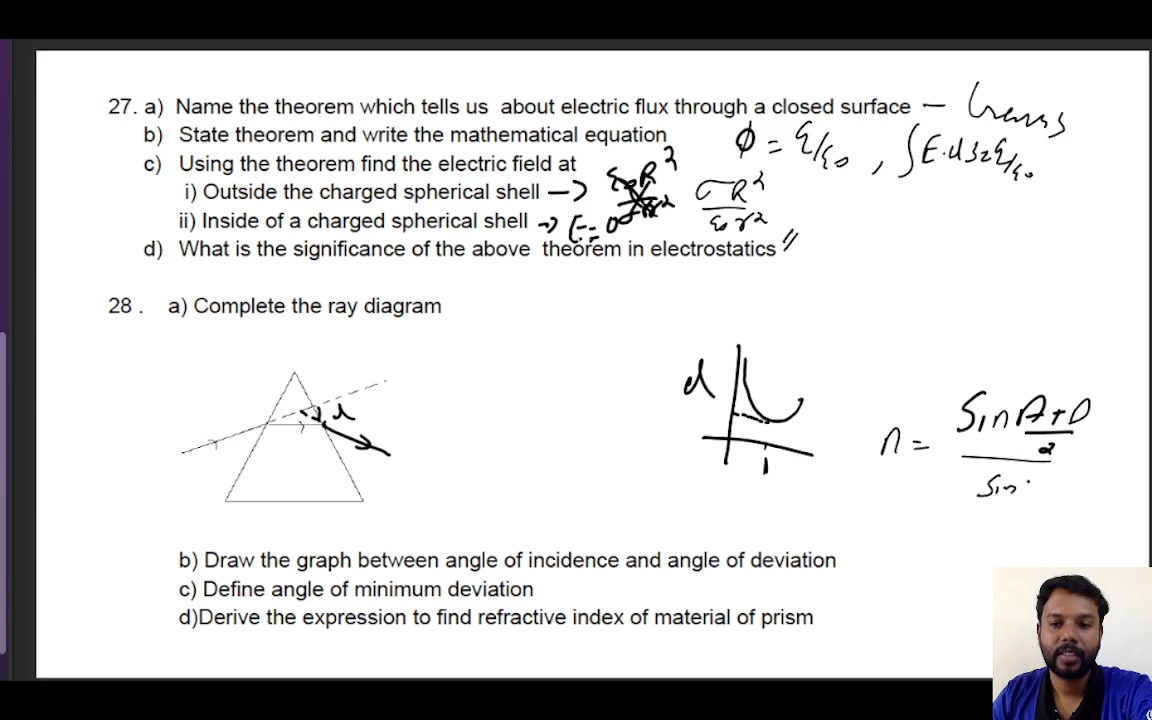 27. a) Name the theorem which tells us about electric flux through a closed surface —
b) State theorem and write the mathematical equation ϕ = q/ε0 , ∫E.ds = q/ε0
c) Using the theorem find the electric field at
i) Outside the charged spherical shell → σR²/ε0r²
ii) Inside of a charged spherical shell → E=0
d) What is the significance of the above theorem in electrostatics "
28 . a) Complete the ray diagram
d
d
i
n = Sin A+D/2
Sin
b) Draw the graph between angle of incidence and angle of deviation
c) Define angle of minimum deviation
d)Derive the expression to find refractive index of material of prism